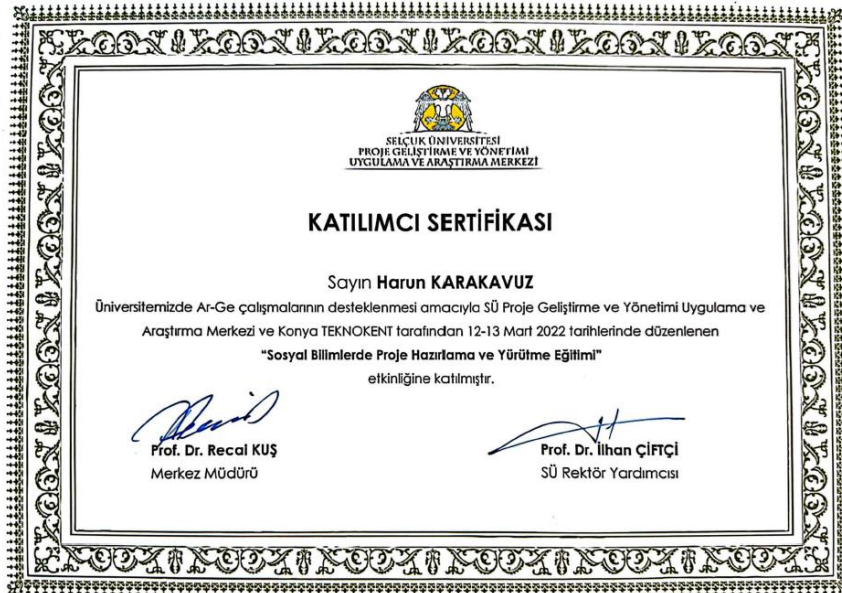 SELÇUK ÜNİVERSİTESİ
PROJE GELİŞTİRME VE YÖNETİMİ
UYGULAMA VE ARAŞTIRMA MERKEZİ
KATILIMCI SERTİFİKASI
Sayın Harun KARAKAVUZ
Üniversitemizde Ar-Ge çalışmalarının desteklenmesi amacıyla SÜ Proje Geliştirme ve Yönetimi Uygulama ve
Araştırma Merkezi ve Konya TEKNOKENT tarafından 12-13 Mart 2022 tarihlerinde düzenlenen
"Sosyal Bilimlerde Proje Hazırlama ve Yürütme Eğitimi"
etkinliğine katılmıştır.
Prof. Dr. Recai KUŞ
Merkez Müdürü
Prof. Dr. İlhan ÇİFTÇİ
SÜ Rektör Yardımcısı